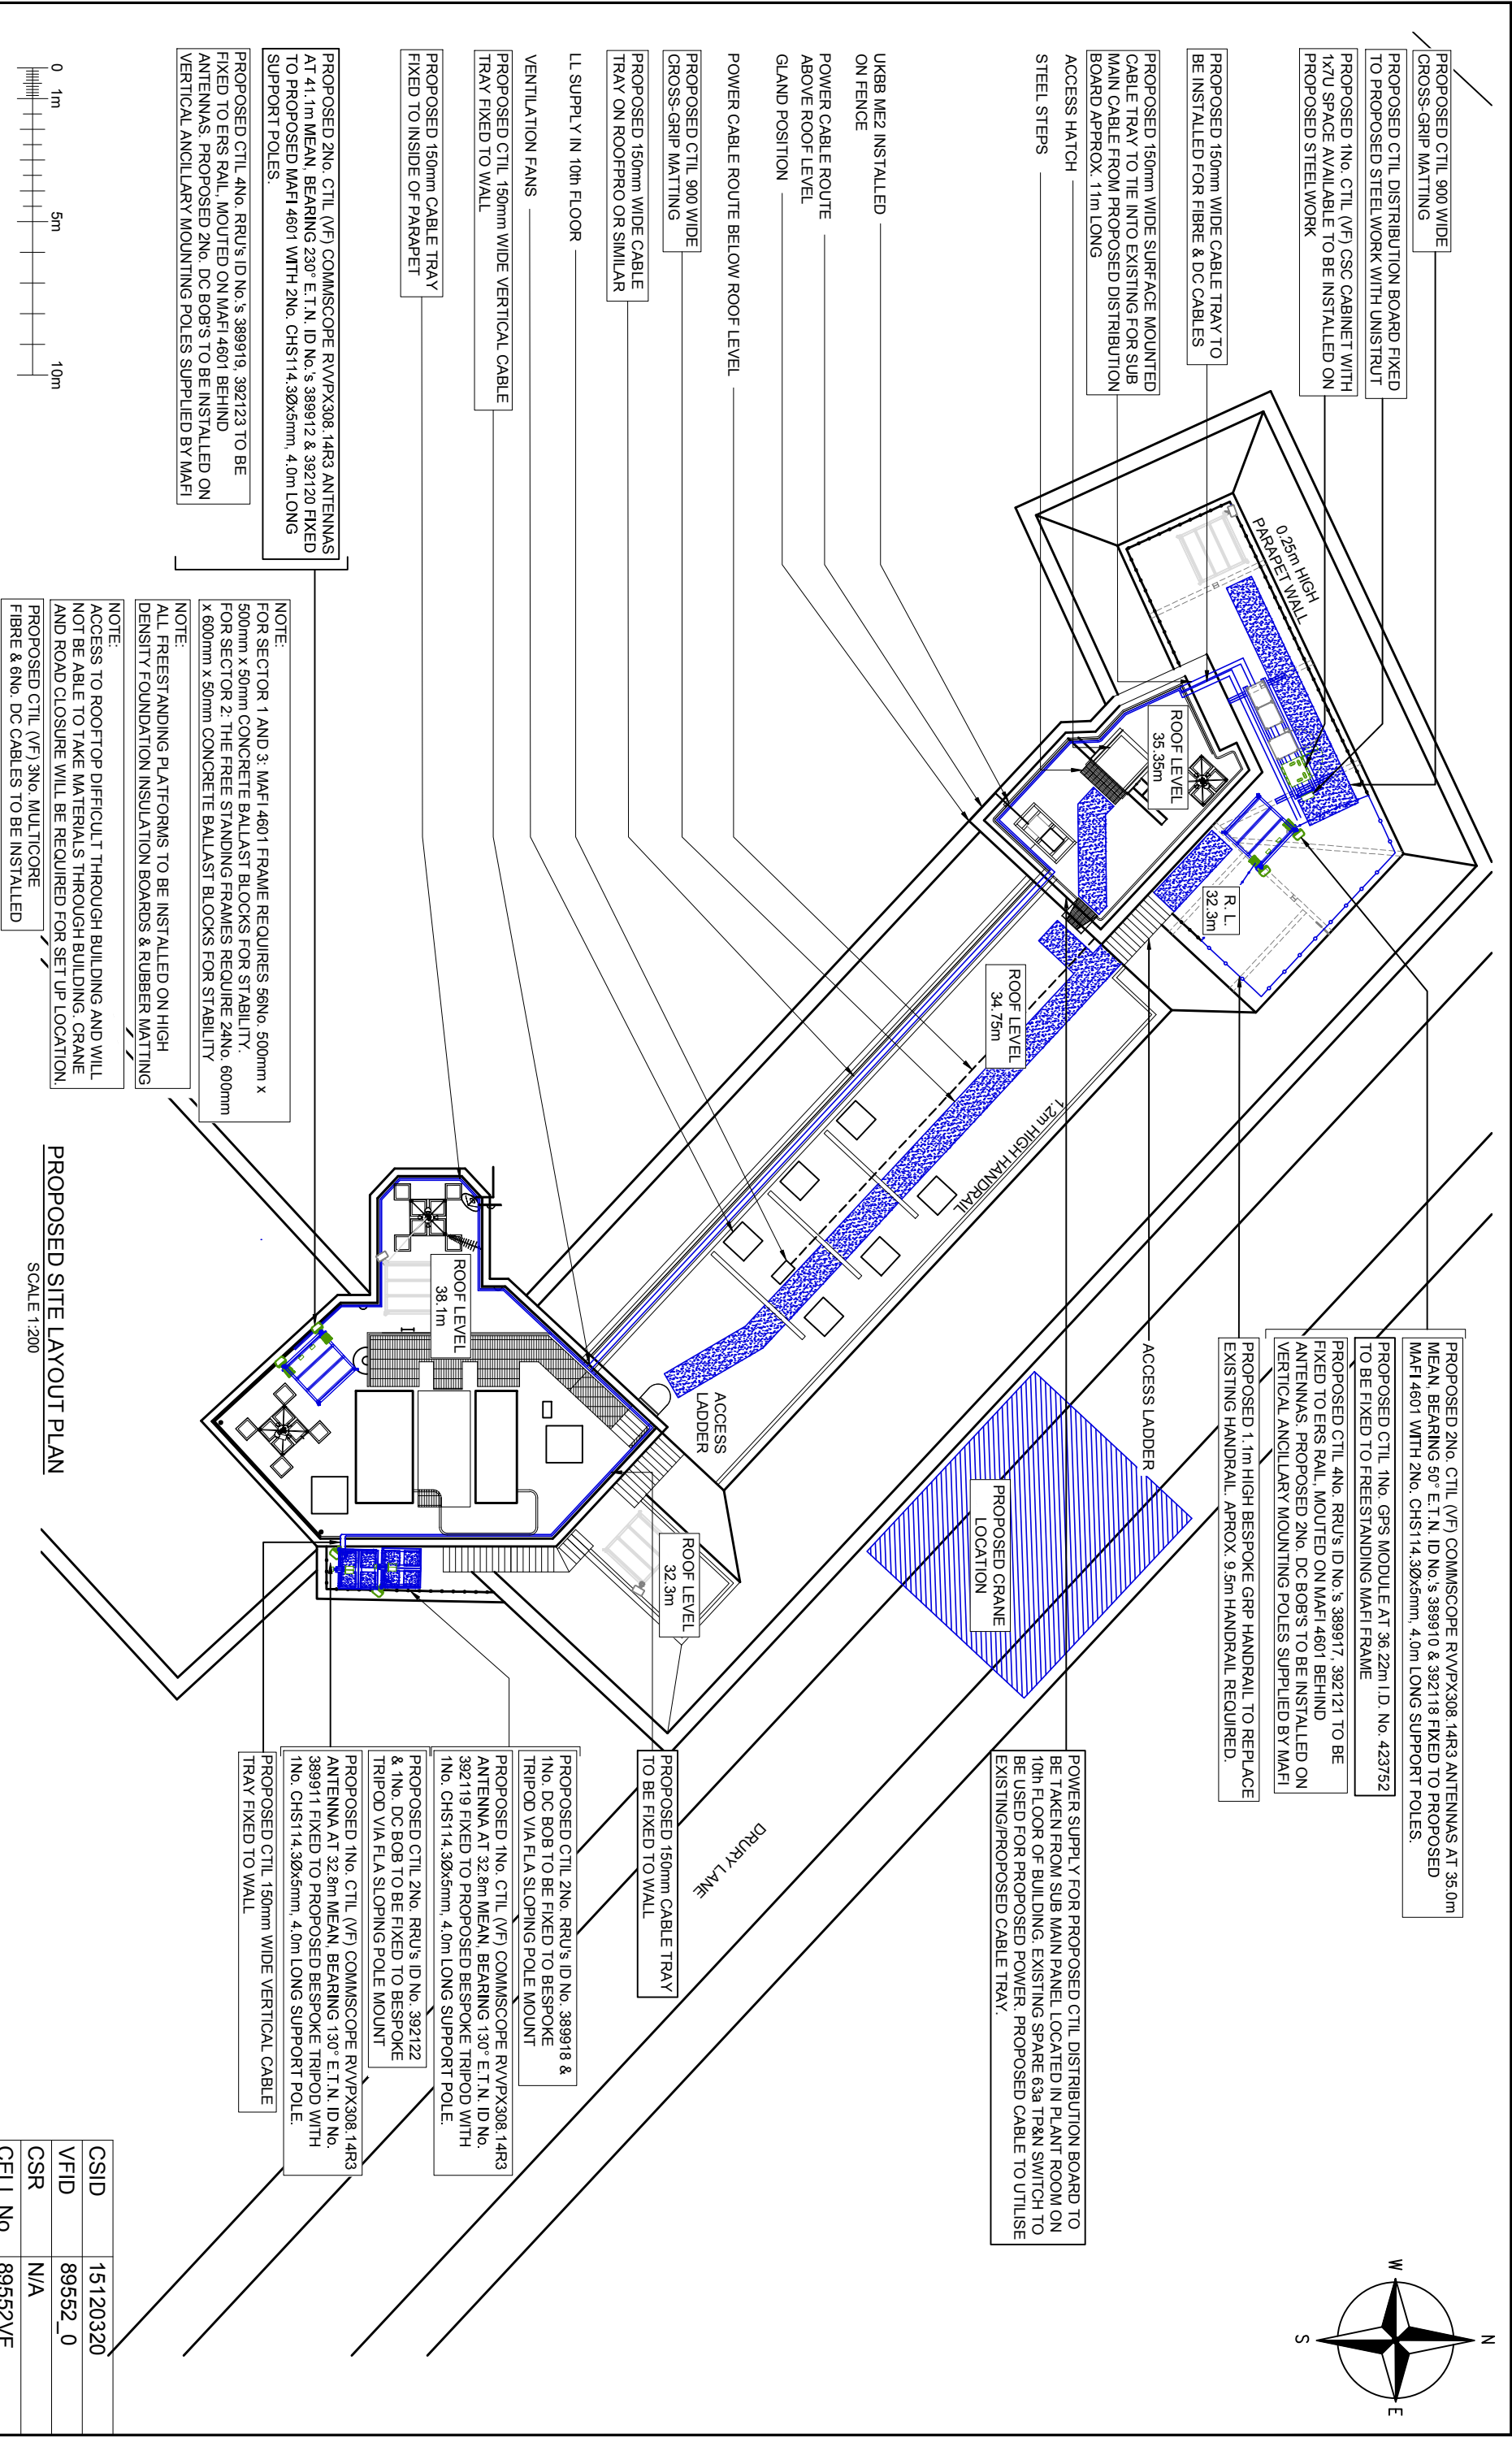 PROPOSED CTIL 900 WIDE
CROSS-GRIP MATTING
PROPOSED CTIL DISTRIBUTION BOARD FIXED
TO PROPOSED STEELWORK WITH UNISTRUT
PROPOSED 1No. CTIL (VF) CSC CABINET WITH
1x7U SPACE AVAILABLE TO BE INSTALLED ON
PROPOSED STEELWORK
PROPOSED 150mm WIDE CABLE TRAY TO
BE INSTALLED FOR FIBRE & DC CABLES
PROPOSED 150mm WIDE SURFACE MOUNTED
CABLE TRAY TO TIE INTO EXISTING FOR SUB
MAIN CABLE FROM PROPOSED DISTRIBUTION
BOARD APPROX. 11m LONG
ACCESS HATCH
STEEL STEPS
UKBB ME2 INSTALLED
ON FENCE
POWER CABLE ROUTE
ABOVE ROOF LEVEL
GLAND POSITION
POWER CABLE ROUTE BELOW ROOF LEVEL
PROPOSED CTIL 900 WIDE
CROSS-GRIP MATTING
PROPOSED 150mm WIDE CABLE
TRAY ON ROOFPRO OR SIMILAR
LL SUPPLY IN 10th FLOOR
VENTILATION FANS
PROPOSED CTIL 150mm WIDE VERTICAL CABLE
TRAY FIXED TO WALL
PROPOSED 150mm CABLE TRAY
FIXED TO INSIDE OF PARAPET
PROPOSED 2No. CTIL (VF) COMMSCOPE RVVPX308.14R3 ANTENNAS
AT 41.1m MEAN, BEARING 230° E.T.N. ID No.'s 389912 & 392120 FIXED
TO PROPOSED MAFI 4601 WITH 2No. CHS114.3Øx5mm, 4.0m LONG
SUPPORT POLES.
PROPOSED CTIL 4No. RRU's ID No.'s 389919, 392123 TO BE
FIXED TO ERS RAIL, MOUTED ON MAFI 4601 BEHIND
ANTENNAS. PROPOSED 2No. DC BOB'S TO BE INSTALLED ON
VERTICAL ANCILLARY MOUNTING POLES SUPPLIED BY MAFI
0 1m 5m 10m
0.25m HIGH
PARAPET WALL
ROOF LEVEL
35.35m
R. L.
32.3m
ROOF LEVEL
34.75m
1.2m HIGH HANDRAIL
ROOF LEVEL
38.1m
ACCESS
LADDER
ROOF LEVEL
32.3m
ACCESS LADDER
PROPOSED CRANE
LOCATION
DRURY LANE
NOTE:
FOR SECTOR 1 AND 3: MAFI 4601 FRAME REQUIRES 56No. 500mm x
500mm x 50mm CONCRETE BALLAST BLOCKS FOR STABILITY.
FOR SECTOR 2: THE FREE STANDING FRAMES REQUIRE 24No. 600mm
x 600mm x 50mm CONCRETE BALLAST BLOCKS FOR STABILITY
NOTE:
ALL FREESTANDING PLATFORMS TO BE INSTALLED ON HIGH
DENSITY FOUNDATION INSULATION BOARDS & RUBBER MATTING
NOTE:
ACCESS TO ROOFTOP DIFFICULT THROUGH BUILDING AND WILL
NOT BE ABLE TO TAKE MATERIALS THROUGH BUILDING. CRANE
AND ROAD CLOSURE WILL BE REQUIRED FOR SET UP LOCATION.
PROPOSED CTIL (VF) 3No. MULTICORE
FIBRE & 6No. DC CABLES TO BE INSTALLED
PROPOSED SITE LAYOUT PLAN
SCALE 1:200
PROPOSED 2No. CTIL (VF) COMMSCOPE RVVPX308.14R3 ANTENNAS AT 35.0m
MEAN, BEARING 50° E.T.N. ID No.'s 389910 & 392118 FIXED TO PROPOSED
MAFI 4601 WITH 2No. CHS114.3Øx5mm, 4.0m LONG SUPPORT POLES.
PROPOSED CTIL 1No. GPS MODULE AT 36.22m I.D. No. 423752
TO BE FIXED TO FREESTANDING MAFI FRAME
PROPOSED CTIL 4No. RRU's ID No.'s 389917, 392121 TO BE
FIXED TO ERS RAIL, MOUTED ON MAFI 4601 BEHIND
ANTENNAS. PROPOSED 2No. DC BOB'S TO BE INSTALLED ON
VERTICAL ANCILLARY MOUNTING POLES SUPPLIED BY MAFI
PROPOSED 1.1m HIGH BESPOKE GRP HANDRAIL TO REPLACE
EXISTING HANDRAIL. APROX. 9.5m HANDRAIL REQUIRED.
POWER SUPPLY FOR PROPOSED CTIL DISTRIBUTION BOARD TO
BE TAKEN FROM SUB MAIN PANEL LOCATED IN PLANT ROOM ON
10th FLOOR OF BUILDING. EXISTING SPARE 63a TP&N SWITCH TO
BE USED FOR PROPOSED POWER. PROPOSED CABLE TO UTILISE
EXISTING/PROPOSED CABLE TRAY.
PROPOSED 150mm CABLE TRAY
TO BE FIXED TO WALL
PROPOSED CTIL 2No. RRU's ID No. 389918 &
1No. DC BOB TO BE FIXED TO BESPOKE
TRIPOD VIA FLA SLOPING POLE MOUNT
PROPOSED 1No. CTIL (VF) COMMSCOPE RVVPX308.14R3
ANTENNA AT 32.8m MEAN, BEARING 130° E.T.N. ID No.
392119 FIXED TO PROPOSED BESPOKE TRIPOD WITH
1No. CHS114.3Øx5mm, 4.0m LONG SUPPORT POLE.
PROPOSED CTIL 2No. RRU's ID No. 392122
& 1No. DC BOB TO BE FIXED TO BESPOKE
TRIPOD VIA FLA SLOPING POLE MOUNT
PROPOSED 1No. CTIL (VF) COMMSCOPE RVVPX308.14R3
ANTENNA AT 32.8m MEAN, BEARING 130° E.T.N. ID No.
389911 FIXED TO PROPOSED BESPOKE TRIPOD WITH
1No. CHS114.3Øx5mm, 4.0m LONG SUPPORT POLE.
PROPOSED CTIL 150mm WIDE VERTICAL CABLE
TRAY FIXED TO WALL
N
W
E
S
CSID 15120320
VFID 89552_0
CSR N/A
CELL No 89552VF